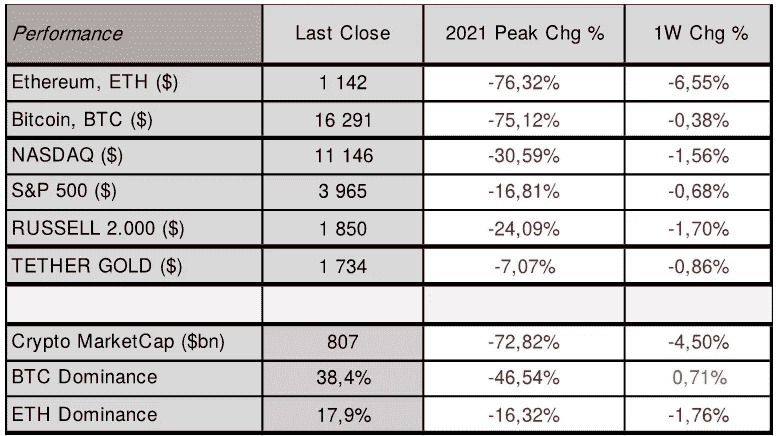 Performance Last Close 2021 Peak Chg % 1W Chg %
Ethereum, ETH ($) 1 142 -76,32% -6,55%
Bitcoin, BTC ($) 16 291 -75,12% -0,38%
NASDAQ ($) 11 146 -30,59% -1,56%
S&P 500 ($) 3 965 -16,81% -0,68%
RUSSELL 2.000 ($) 1 850 -24,09% -1,70%
TETHER GOLD ($) 1 734 -7,07% -0,86%
Crypto MarketCap ($bn) 807 -72,82% -4,50%
BTC Dominance 38,4% -46,54% 0,71%
ETH Dominance 17,9% -16,32% -1,76%